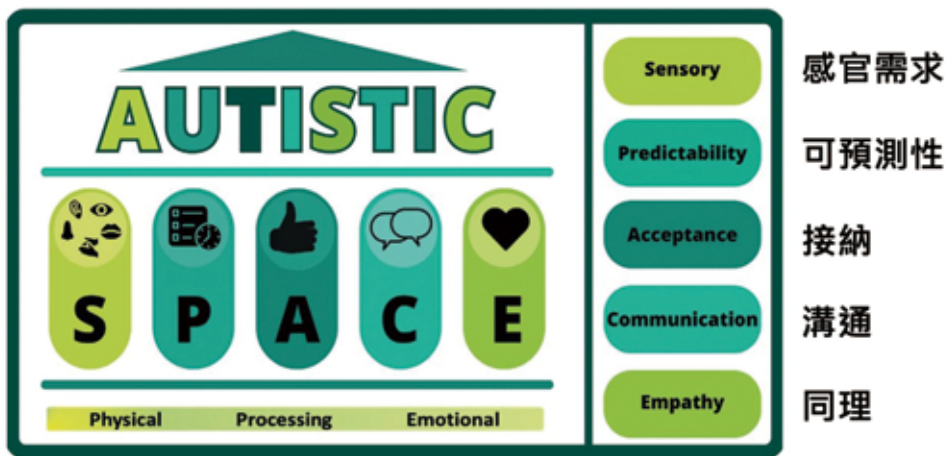 AUTISTIC
S P A C E
Physical Processing Emotional
Sensory 感官需求
Predictability 可預測性
Acceptance 接納
Communication 溝通
Empathy 同理